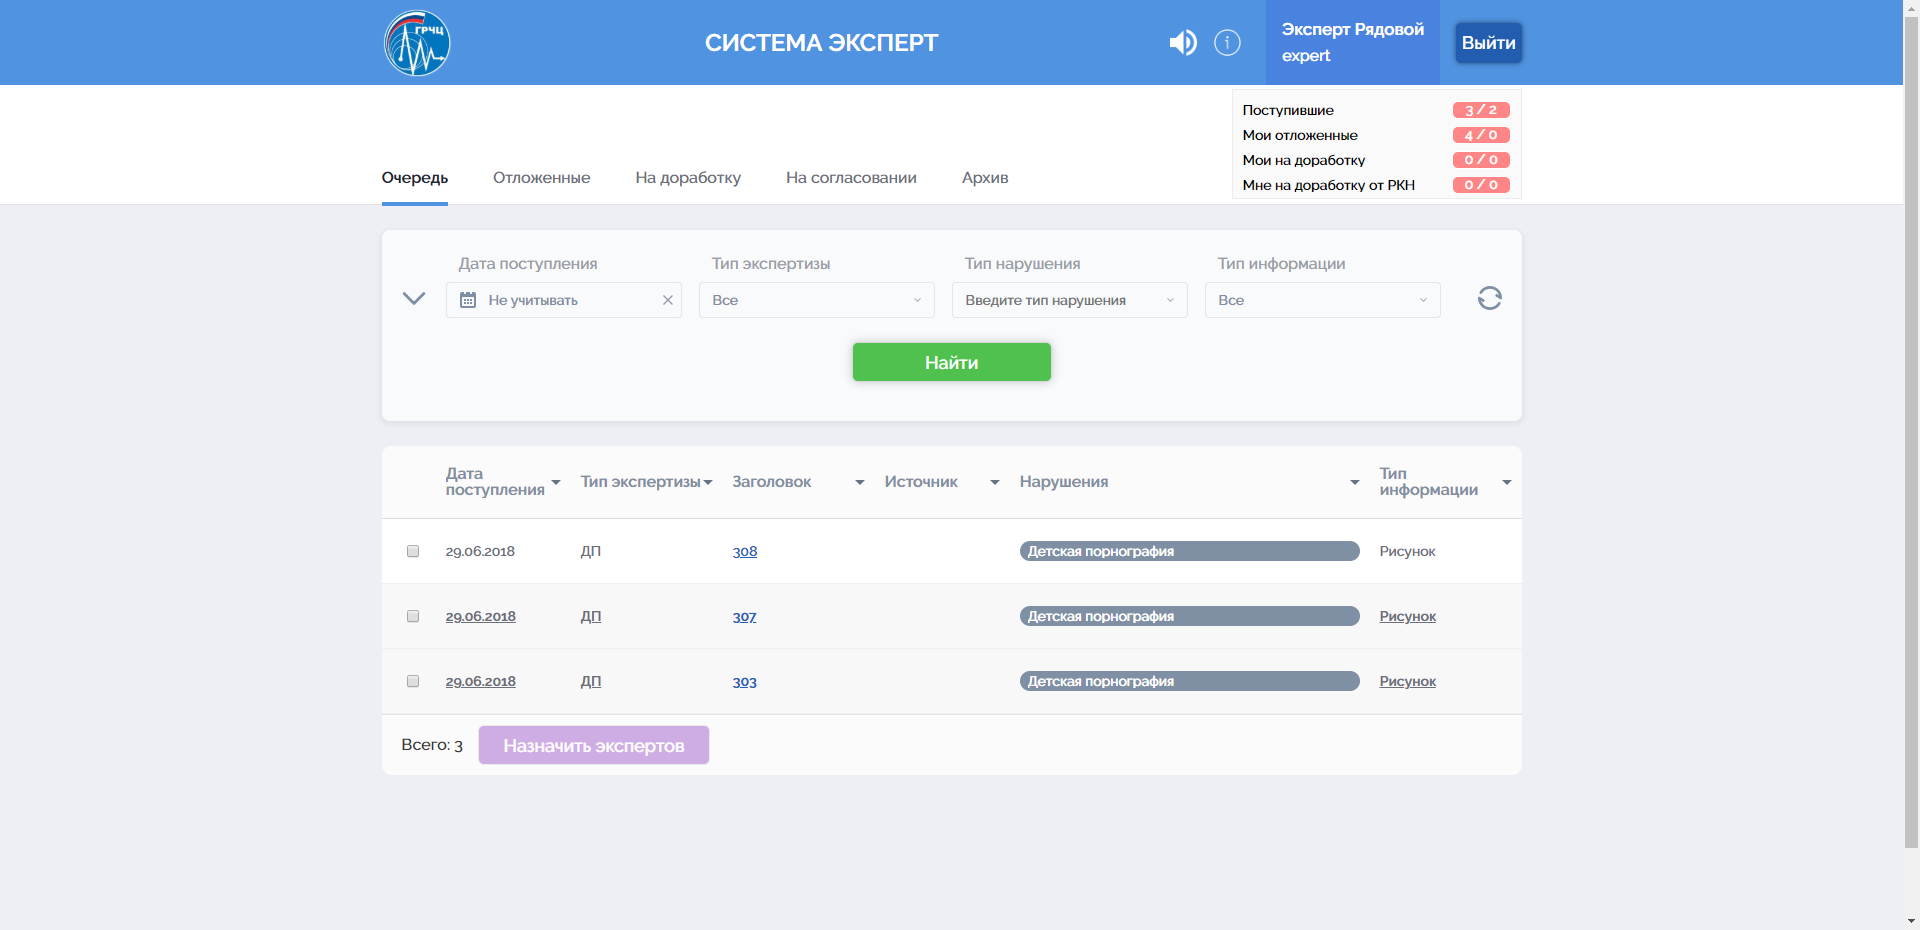 ГРЧЦ
СИСТЕМА ЭКСПЕРТ
Эксперт Рядовой
expert
Выйти
Поступившие 3 / 2
Мои отложенные 4 / 0
Мои на доработку 0 / 0
Мне на доработку от РКН 0 / 0
Очередь Отложенные На доработку На согласовании Архив
Дата поступления Тип экспертизы Тип нарушения Тип информации
Не учитывать Все Введите тип нарушения Все
Найти
Дата поступления Тип экспертизы Заголовок Источник Нарушения Тип информации
29.06.2018 ДП 308 Детская порнография Рисунок
29.06.2018 ДП 307 Детская порнография Рисунок
29.06.2018 ДП 303 Детская порнография Рисунок
Всего: 3 Назначить экспертов